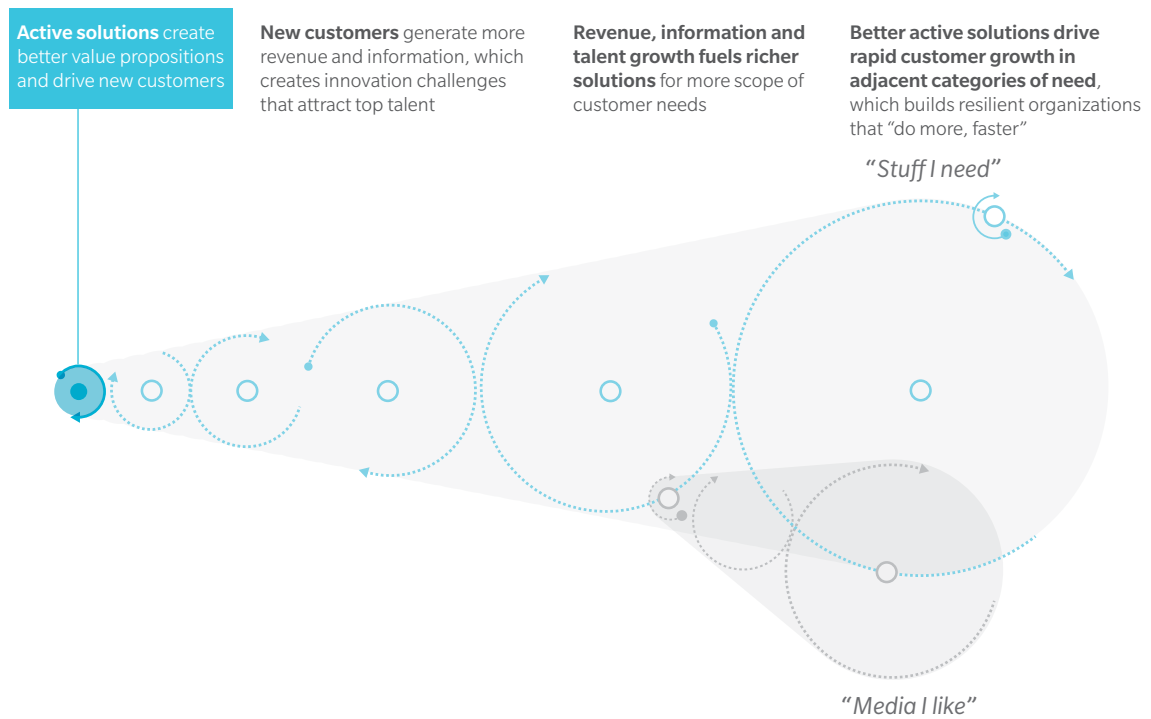 Active solutions create
better value propositions
and drive new customers
New customers generate more
revenue and information, which
creates innovation challenges
that attract top talent
Revenue, information and
talent growth fuels richer
solutions for more scope of
customer needs
Better active solutions drive
rapid customer growth in
adjacent categories of need,
which builds resilient organizations
that “do more, faster”
“Stuff I need”
“Media I like”